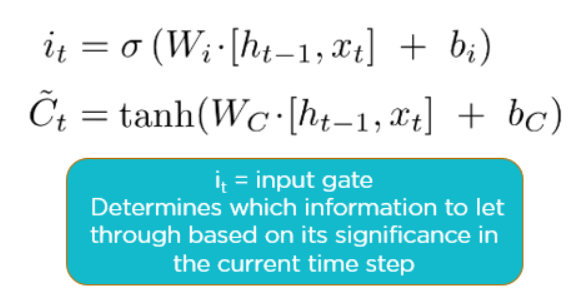 i_t = σ (W_i·[h_{t−1}, x_t] + b_i)
C̃_t = tanh(W_C·[h_{t−1}, x_t] + b_C)
i_t = input gate
Determines which information to let
through based on its significance in
the current time step